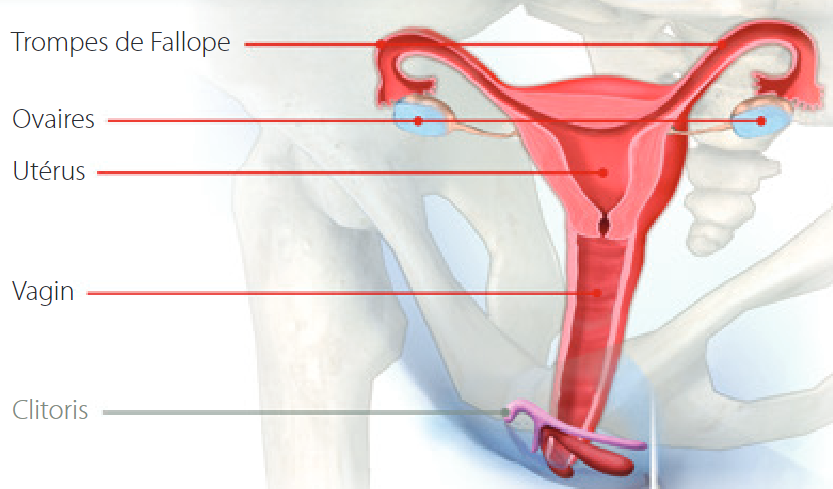 Trompes de Fallope
Ovaires
Utérus
Vagin
Clitoris